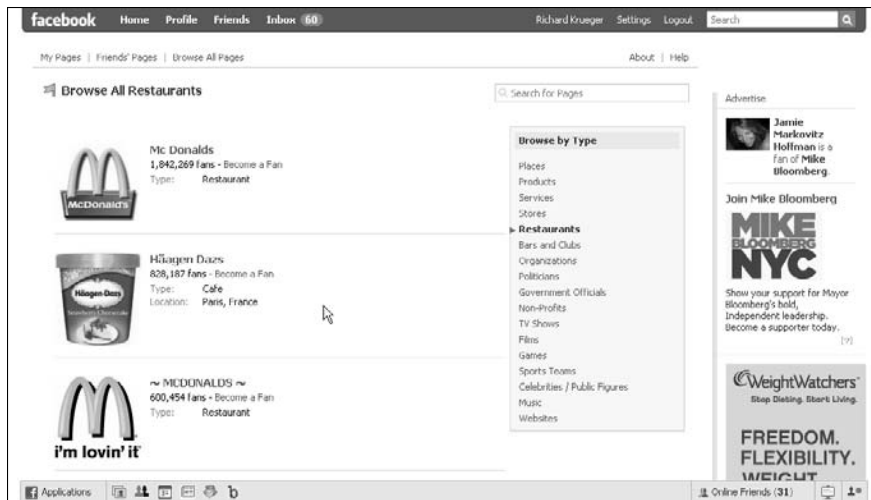 facebook Home Profile Friends Inbox 60 Richard Krueger Settings Logout Search
My Pages | Friends' Pages | Browse All Pages About | Help
Browse All Restaurants
Search for Pages
Mc Donalds
1,842,269 fans - Become a Fan
Type: Restaurant
McDonald's
Häagen Dazs
828,187 fans - Become a Fan
Type: Cafe
Location: Paris, France
Häagen-Dazs
~ MCDONALDS ~
600,454 fans - Become a Fan
Type: Restaurant
i'm lovin' it
Browse by Type
Places
Products
Services
Stores
Restaurants
Bars and Clubs
Organizations
Politicians
Government Officials
Non-Profits
TV Shows
Films
Games
Sports Teams
Celebrities / Public Figures
Music
Websites
Advertise
Jamie
Markovitz
Hoffman is a
fan of Mike
Bloomberg.
Join Mike Bloomberg
MIKE
BLOOMBERG
NYC
Show your support for Mayor
Bloomberg's bold,
Independent leadership.
Become a supporter today.
[?]
WeightWatchers
Stop Dieting. Start Living.
FREEDOM.
FLEXIBILITY.
WEIGHT
Applications Online Friends (31)